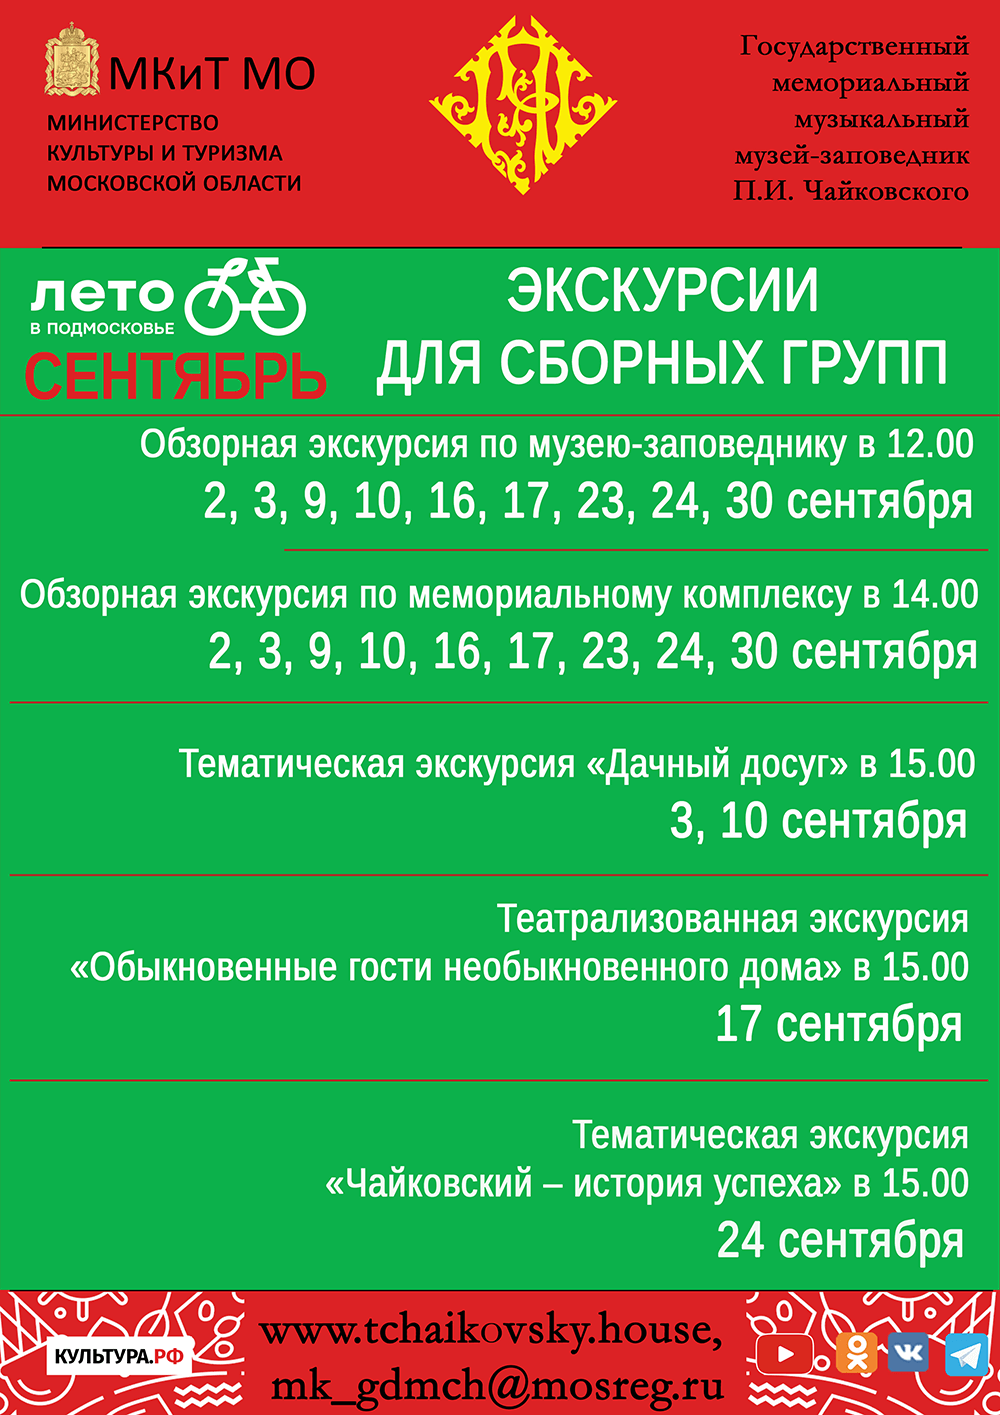 МКиТ МО
МИНИСТЕРСТВО
КУЛЬТУРЫ И ТУРИЗМА
МОСКОВСКОЙ ОБЛАСТИ
Государственный
мемориальный
музыкальный
музей-заповедник
П.И. Чайковского
лето
В ПОДМОСКОВЬЕ
СЕНТЯБРЬ
ЭКСКУРСИИ
ДЛЯ СБОРНЫХ ГРУПП
Обзорная экскурсия по музею-заповеднику в 12.00
2, 3, 9, 10, 16, 17, 23, 24, 30 сентября
Обзорная экскурсия по мемориальному комплексу в 14.00
2, 3, 9, 10, 16, 17, 23, 24, 30 сентября
Тематическая экскурсия «Дачный досуг» в 15.00
3, 10 сентября
Театрализованная экскурсия
«Обыкновенные гости необыкновенного дома» в 15.00
17 сентября
Тематическая экскурсия
«Чайковский – история успеха» в 15.00
24 сентября
www.tchaikovsky.house,
mk_gdmch@mosreg.ru
КУЛЬТУРА.РФ